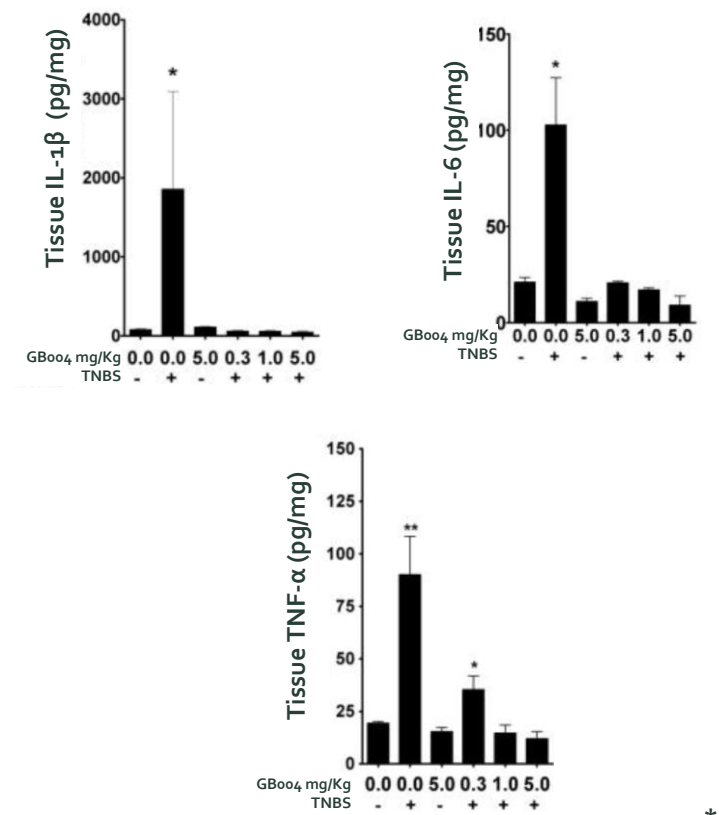 Tissue IL-1β (pg/mg)
4000
3000
2000
1000
0
*
GB004 mg/Kg 0.0 0.0 5.0 0.3 1.0 5.0
TNBS - + - + + +
Tissue IL-6 (pg/mg)
150
100
50
0
*
GB004 mg/Kg 0.0 0.0 5.0 0.3 1.0 5.0
TNBS - + - + + +
Tissue TNF-α (pg/mg)
150
125
100
75
50
25
0
**
*
GB004 mg/Kg 0.0 0.0 5.0 0.3 1.0 5.0
TNBS - + - + + +
*